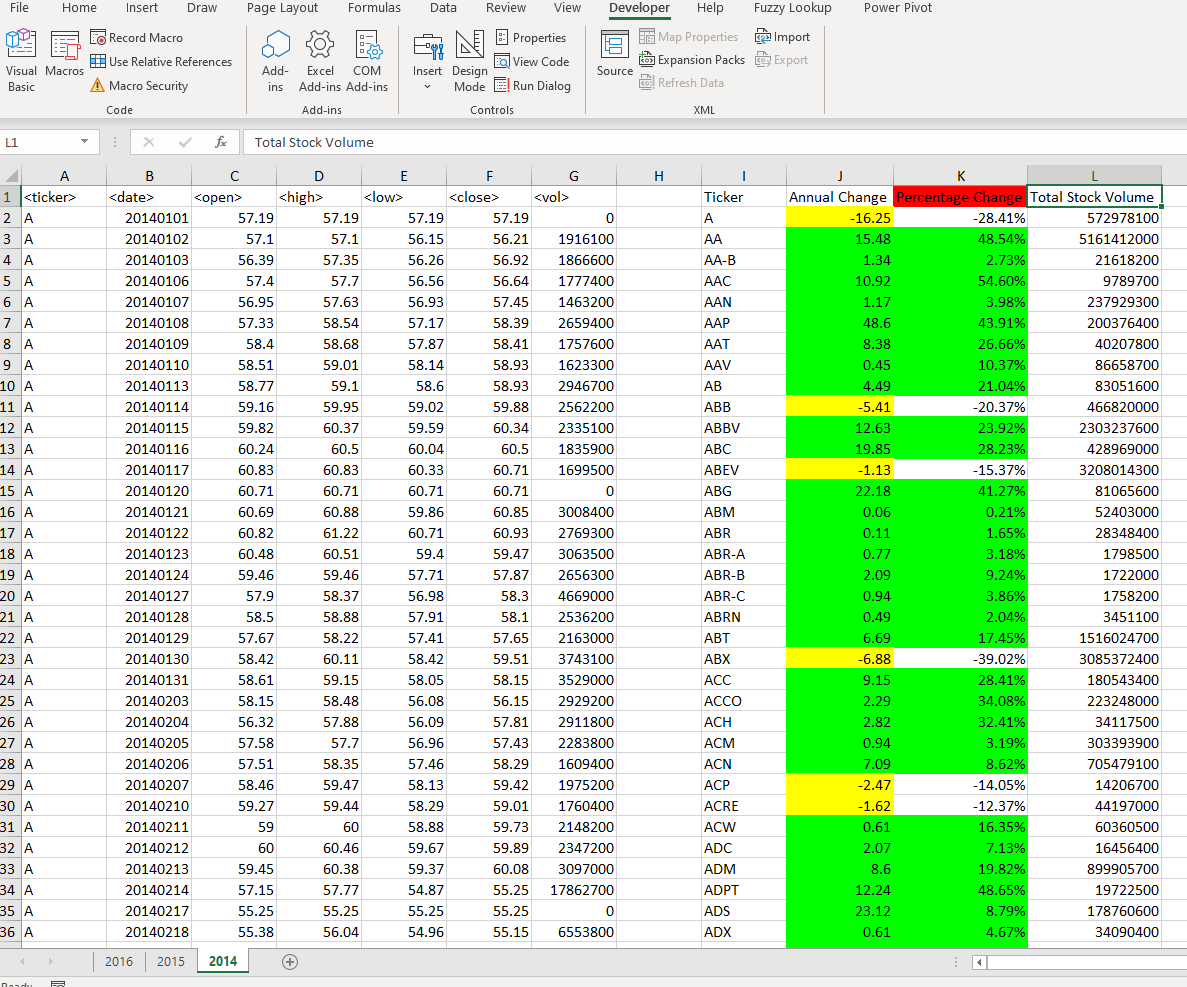 File Home Insert Draw Page Layout Formulas Data Review View Developer Help Fuzzy Lookup Power Pivot
Visual Basic
Macros
Record Macro
Use Relative References
Macro Security
Code
Add-ins
Excel Add-ins
COM Add-ins
Add-ins
Insert
Design Mode
Properties
View Code
Run Dialog
Controls
Source
Map Properties
Expansion Packs
Refresh Data
Import
Export
XML
L1 fx Total Stock Volume
A B C D E F G H I J K L
1 <ticker> <date> <open> <high> <low> <close> <vol> Ticker Annual Change Percentage Change Total Stock Volume
2 A 20140101 57.19 57.19 57.19 57.19 0 A -16.25 -28.41% 572978100
3 A 20140102 57.1 57.1 56.15 56.21 1916100 AA 15.48 48.54% 5161412000
4 A 20140103 56.39 57.35 56.26 56.92 1866600 AA-B 1.34 2.73% 21618200
5 A 20140106 57.4 57.7 56.56 56.64 1777400 AAC 10.92 54.60% 9789700
6 A 20140107 56.95 57.63 56.93 57.45 1463200 AAN 1.17 3.98% 237929300
7 A 20140108 57.33 58.54 57.17 58.39 2659400 AAP 48.6 43.91% 200376400
8 A 20140109 58.4 58.68 57.87 58.41 1757600 AAT 8.38 26.66% 40207800
9 A 20140110 58.51 59.01 58.14 58.93 1623300 AAV 0.45 10.37% 86658700
10 A 20140113 58.77 59.1 58.6 58.93 2946700 AB 4.49 21.04% 83051600
11 A 20140114 59.16 59.95 59.02 59.88 2562200 ABB -5.41 -20.37% 466820000
12 A 20140115 59.82 60.37 59.59 60.34 2335100 ABBV 12.63 23.92% 2303237600
13 A 20140116 60.24 60.5 60.04 60.5 1835900 ABC 19.85 28.23% 428969000
14 A 20140117 60.83 60.83 60.33 60.71 1699500 ABEV -1.13 -15.37% 3208014300
15 A 20140120 60.71 60.71 60.71 60.71 0 ABG 22.18 41.27% 81065600
16 A 20140121 60.69 60.88 59.86 60.85 3008400 ABM 0.06 0.21% 52403000
17 A 20140122 60.82 61.22 60.71 60.93 2769300 ABR 0.11 1.65% 28348400
18 A 20140123 60.48 60.51 59.4 59.47 3063500 ABR-A 0.77 3.18% 1798500
19 A 20140124 59.46 59.46 57.71 57.87 2656300 ABR-B 2.09 9.24% 1722000
20 A 20140127 57.9 58.37 56.98 58.3 4669000 ABR-C 0.94 3.86% 1758200
21 A 20140128 58.5 58.88 57.91 58.1 2536200 ABRN 0.49 2.04% 3451100
22 A 20140129 57.67 58.22 57.41 57.65 2163000 ABT 6.69 17.45% 1516024700
23 A 20140130 58.42 60.11 58.42 59.51 3743100 ABX -6.88 -39.02% 3085372400
24 A 20140131 58.61 59.15 58.05 58.15 3529000 ACC 9.15 28.41% 180543400
25 A 20140203 58.15 58.48 56.08 56.15 2929200 ACCO 2.29 34.08% 223248000
26 A 20140204 56.32 57.88 56.09 57.81 2911800 ACH 2.82 32.41% 34117500
27 A 20140205 57.58 57.7 56.96 57.43 2283800 ACM 0.94 3.19% 303393900
28 A 20140206 57.51 58.35 57.46 58.29 1609400 ACN 7.09 8.62% 705479100
29 A 20140207 58.46 59.47 58.13 59.42 1975200 ACP -2.47 -14.05% 14206700
30 A 20140210 59.27 59.44 58.29 59.01 1760400 ACRE -1.62 -12.37% 44197000
31 A 20140211 59 60 58.88 59.73 2148200 ACW 0.61 16.35% 60360500
32 A 20140212 60 60.46 59.67 59.89 2347200 ADC 2.07 7.13% 16456400
33 A 20140213 59.45 60.38 59.37 60.08 3097000 ADM 8.6 19.82% 899905700
34 A 20140214 57.15 57.77 54.87 55.25 17862700 ADPT 12.24 48.65% 19722500
35 A 20140217 55.25 55.25 55.25 55.25 0 ADS 23.12 8.79% 178760600
36 A 20140218 55.38 56.04 54.96 55.15 6553800 ADX 0.61 4.67% 34090400
2016 2015 2014
Ready